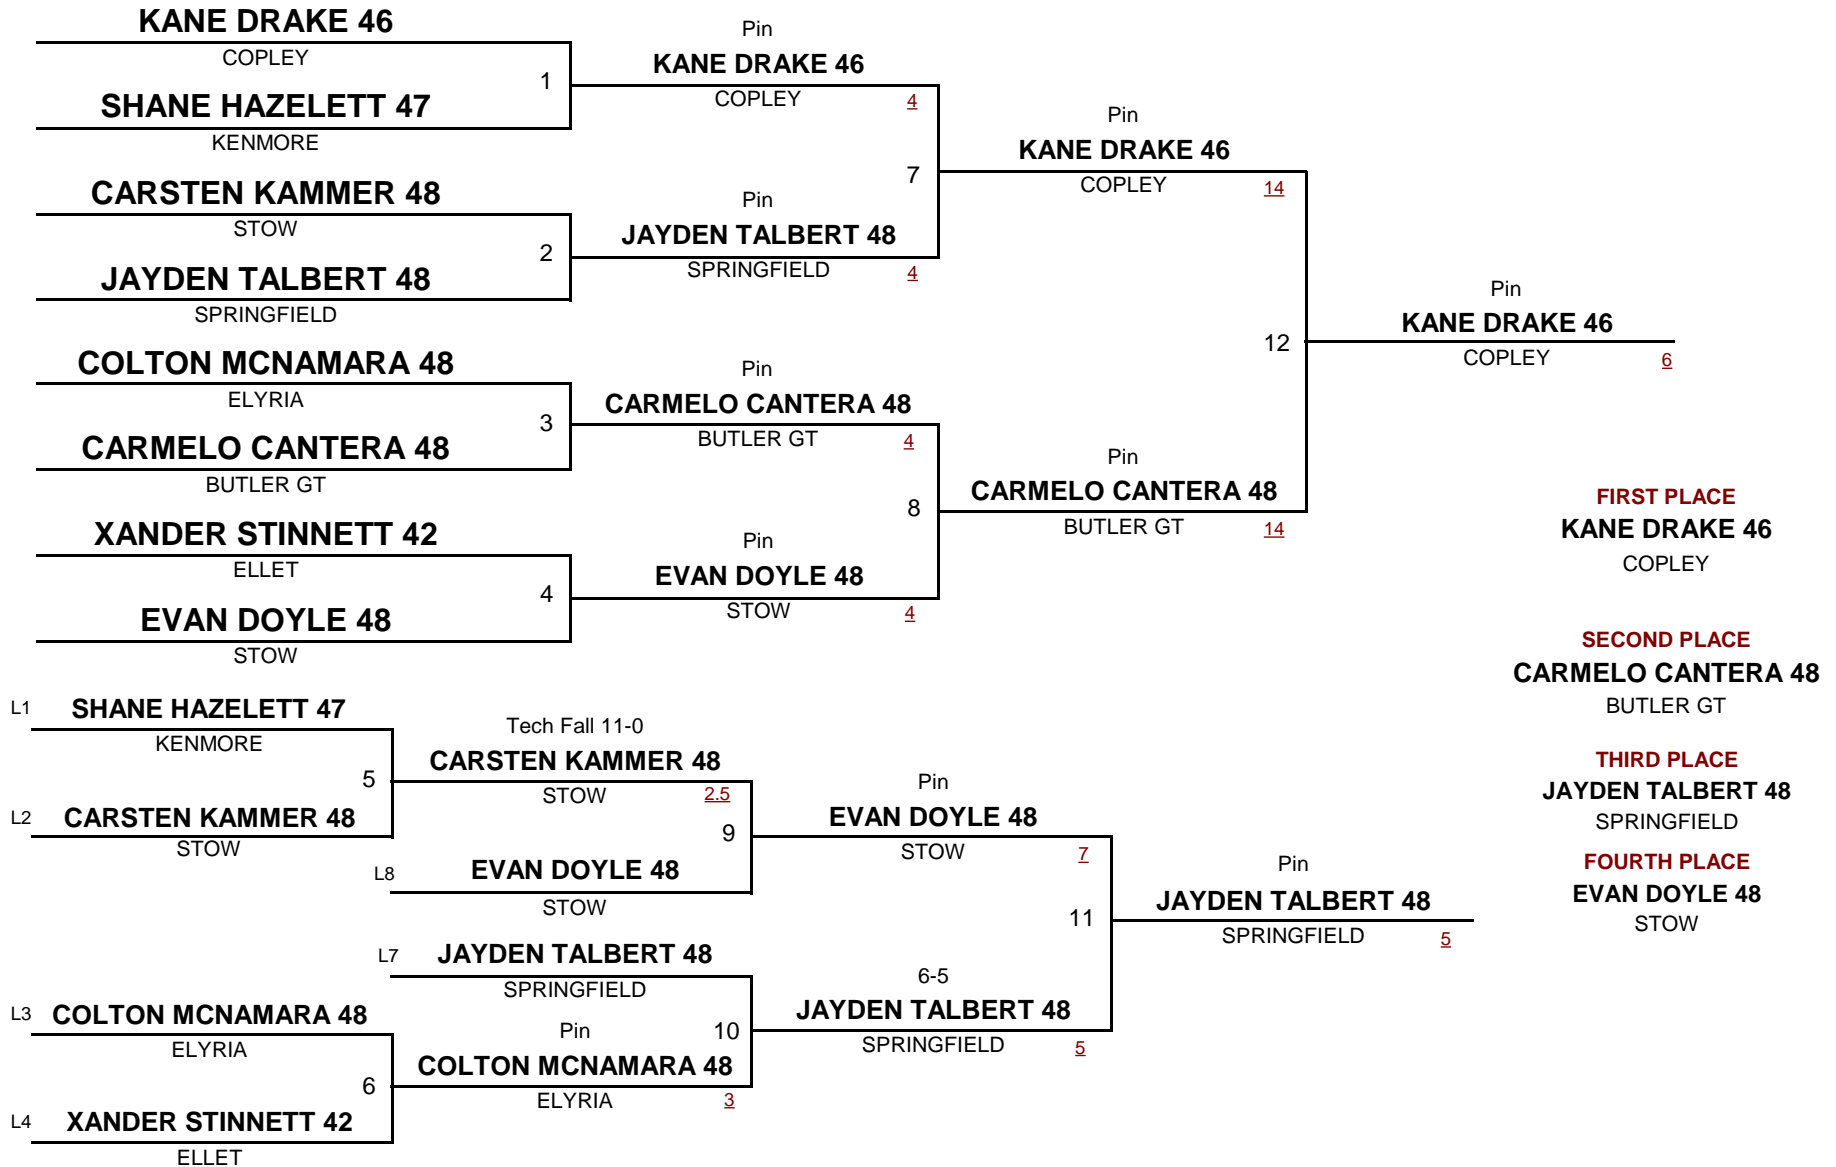 KANE DRAKE 46
COPLEY
1
SHANE HAZELETT 47
KENMORE
CARSTEN KAMMER 48
STOW
2
JAYDEN TALBERT 48
SPRINGFIELD
COLTON MCNAMARA 48
ELYRIA
3
CARMELO CANTERA 48
BUTLER GT
XANDER STINNETT 42
ELLET
4
EVAN DOYLE 48
STOW
Pin
KANE DRAKE 46
COPLEY 4
7
Pin
JAYDEN TALBERT 48
SPRINGFIELD 4
Pin
CARMELO CANTERA 48
BUTLER GT 4
8
Pin
EVAN DOYLE 48
STOW 4
Pin
KANE DRAKE 46
COPLEY 14
12
Pin
CARMELO CANTERA 48
BUTLER GT 14
Pin
KANE DRAKE 46
COPLEY 6
FIRST PLACE
KANE DRAKE 46
COPLEY
SECOND PLACE
CARMELO CANTERA 48
BUTLER GT
THIRD PLACE
JAYDEN TALBERT 48
SPRINGFIELD
FOURTH PLACE
EVAN DOYLE 48
STOW
L1 SHANE HAZELETT 47
KENMORE
5
L2 CARSTEN KAMMER 48
STOW
L3 COLTON MCNAMARA 48
ELYRIA
6
L4 XANDER STINNETT 42
ELLET
Tech Fall 11-0
CARSTEN KAMMER 48
STOW 2.5
9
L8 EVAN DOYLE 48
STOW
L7 JAYDEN TALBERT 48
SPRINGFIELD
10
Pin
COLTON MCNAMARA 48
ELYRIA 3
Pin
EVAN DOYLE 48
STOW 7
11
6-5
JAYDEN TALBERT 48
SPRINGFIELD 5
Pin
JAYDEN TALBERT 48
SPRINGFIELD 5